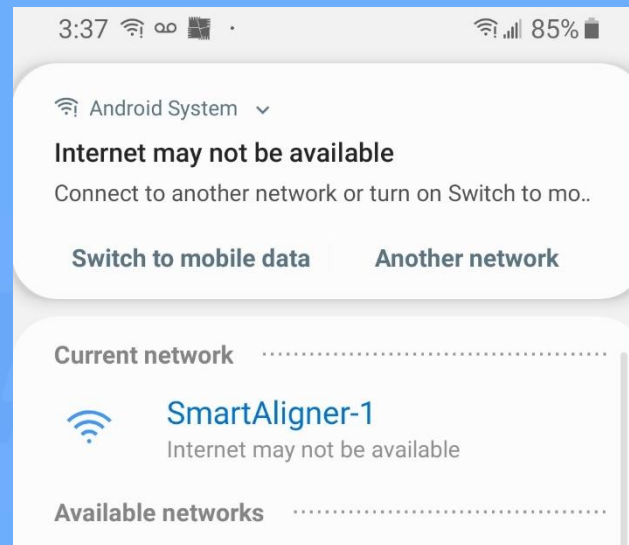 3:37 85%
Android System
Internet may not be available
Connect to another network or turn on Switch to mo..
Switch to mobile data Another network
Current network
SmartAligner-1
Internet may not be available
Available networks